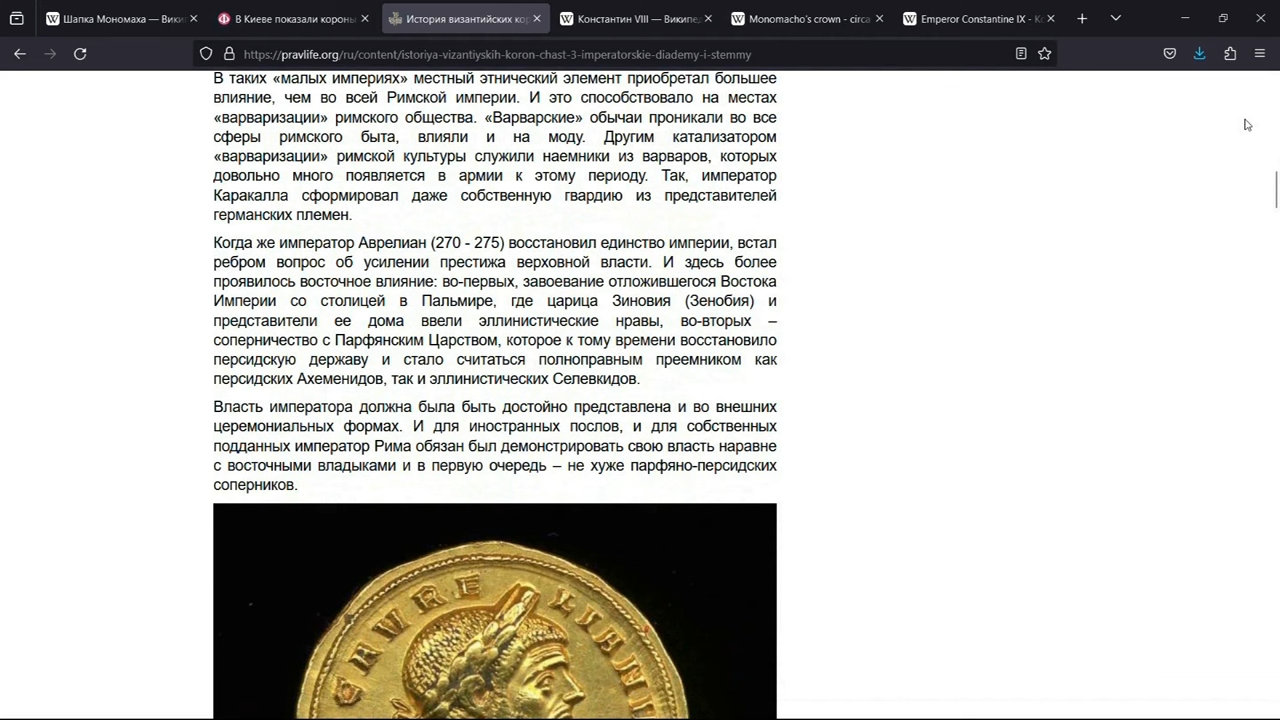 Шапка Мономаха — Викип
В Киеве показали короны
История византийских кор
Константин VIII — Википед
Monomacho's crown - circa
Emperor Constantine IX - Ко
https://pravlife.org/ru/content/istoriya-vizantiyskih-koron-chast-3-imperatorskie-diademy-i-stemmy
В таких «малых империях» местный этнический элемент приобретал большее
влияние, чем во всей Римской империи. И это способствовало на местах
«варваризации» римского общества. «Варварские» обычаи проникали во все
сферы римского быта, влияли и на моду. Другим катализатором
«варваризации» римской культуры служили наемники из варваров, которых
довольно много появляется в армии к этому периоду. Так, император
Каракалла сформировал даже собственную гвардию из представителей
германских племен.
Когда же император Аврелиан (270 - 275) восстановил единство империи, встал
ребром вопрос об усилении престижа верховной власти. И здесь более
проявилось восточное влияние: во-первых, завоевание отложившегося Востока
Империи со столицей в Пальмире, где царица Зиновия (Зенобия) и
представители ее дома ввели эллинистические нравы, во-вторых –
соперничество с Парфянским Царством, которое к тому времени восстановило
персидскую державу и стало считаться полноправным преемником как
персидских Ахеменидов, так и эллинистических Селевкидов.
Власть императора должна была быть достойно представлена и во внешних
церемониальных формах. И для иностранных послов, и для собственных
подданных император Рима обязан был демонстрировать свою власть наравне
с восточными владыками и в первую очередь – не хуже парфяно-персидских
соперников.